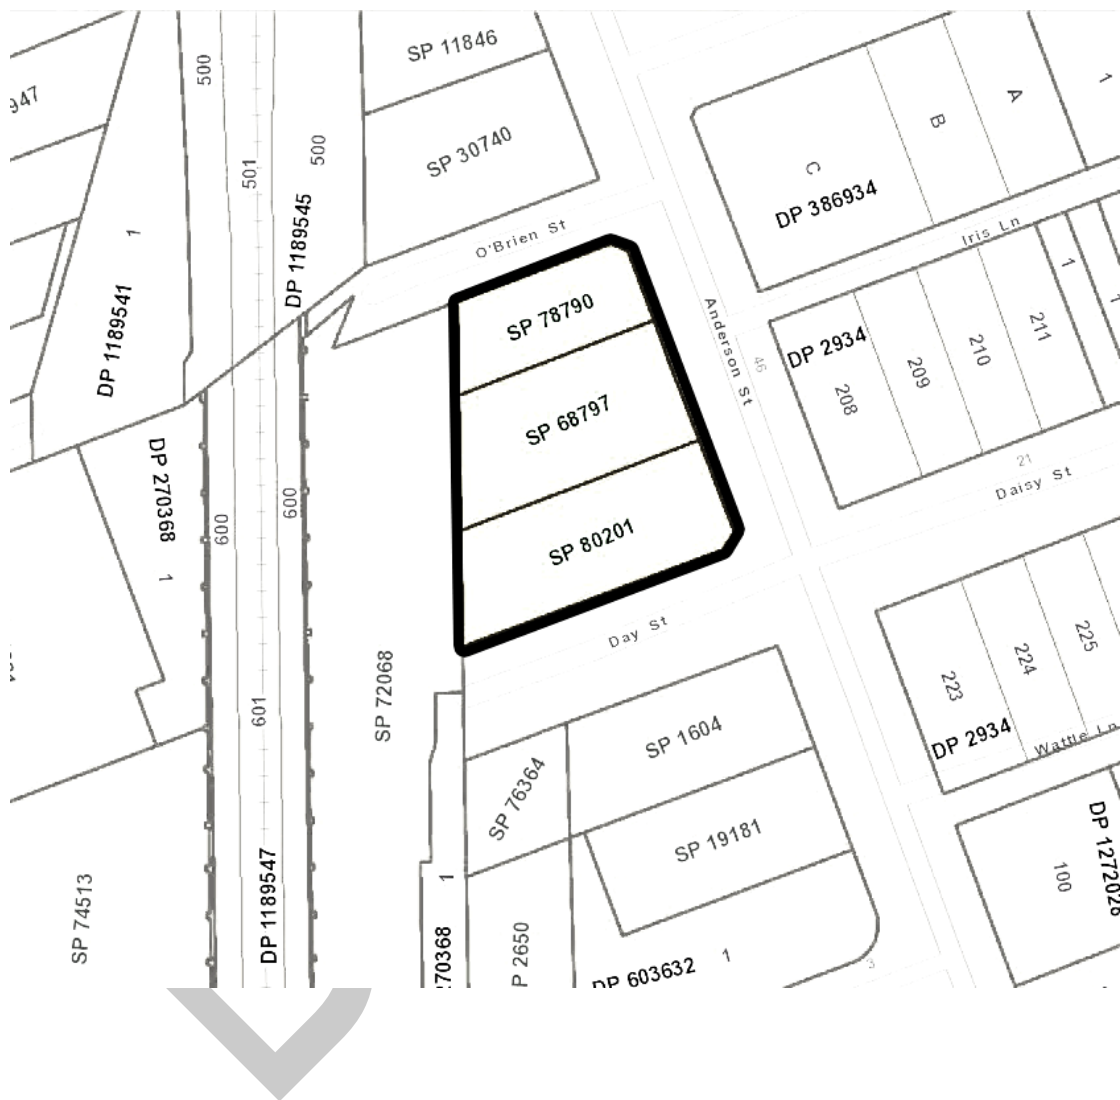 SP 11846
500
947
A
1
B
SP 30740
500
501
C
DP 386934
1
O'Brien St
Iris Ln
DP 1189545
1
SP 78790
DP 1189541
Anderson St
DP 2934
211
210
209
46
208
SP 68797
21
Daisy St
DP 270368
600
600
SP 80201
1
Day St
225
224
223
SP 72068
601
SP 1604
DP 2934
Wattle Ln
SP 76364
SP 19181
DP 1272028
100
1
SP 74513
DP 1189547
270368
P 2650
1
3
DP 603632